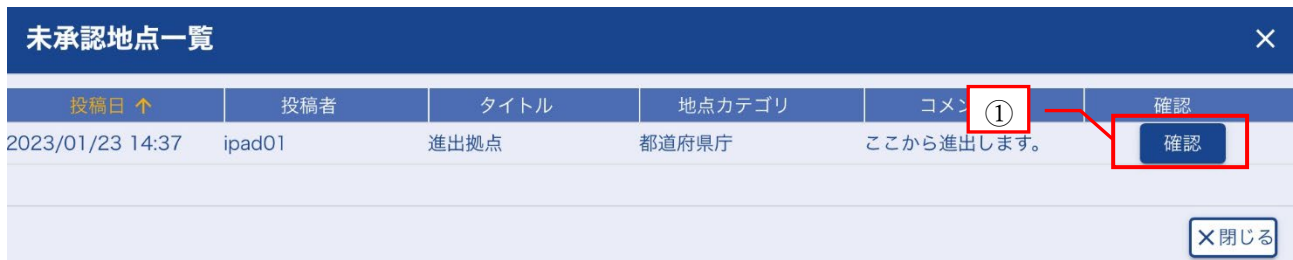 未承認地点一覧 ×
投稿日 ↑ 投稿者 タイトル 地点カテゴリ コメン 確認
①
2023/01/23 14:37 ipad01 進出拠点 都道府県庁 ここから進出します。 確認
×閉じる